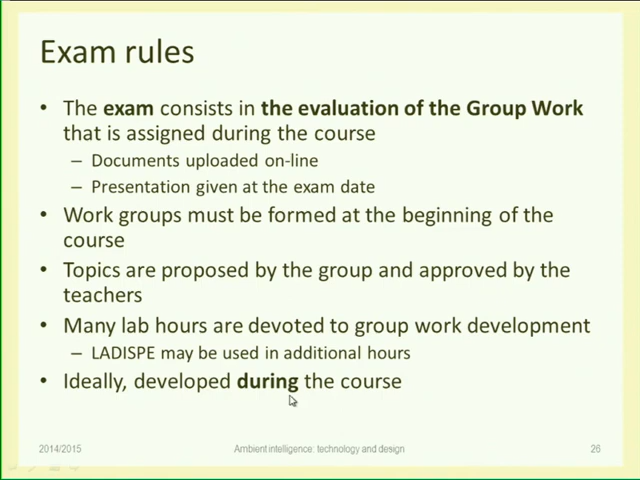 Exam rules
• The exam consists in the evaluation of the Group Work
that is assigned during the course
– Documents uploaded on-line
– Presentation given at the exam date
• Work groups must be formed at the beginning of the
course
• Topics are proposed by the group and approved by the
teachers
• Many lab hours are devoted to group work development
– LADISPE may be used in additional hours
• Ideally, developed during the course
2014/2015 Ambient intelligence: technology and design 26